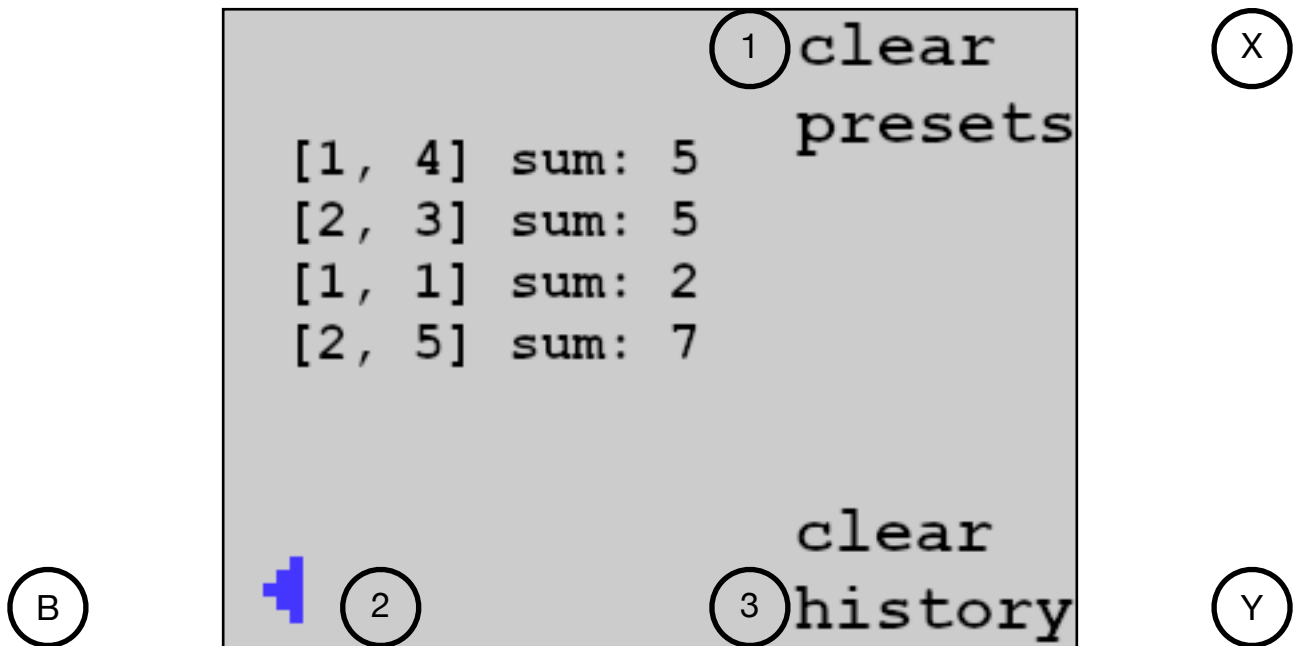 1 clear
presets
X
[1, 4] sum: 5
[2, 3] sum: 5
[1, 1] sum: 2
[2, 5] sum: 7
clear
B
2
3 history
Y